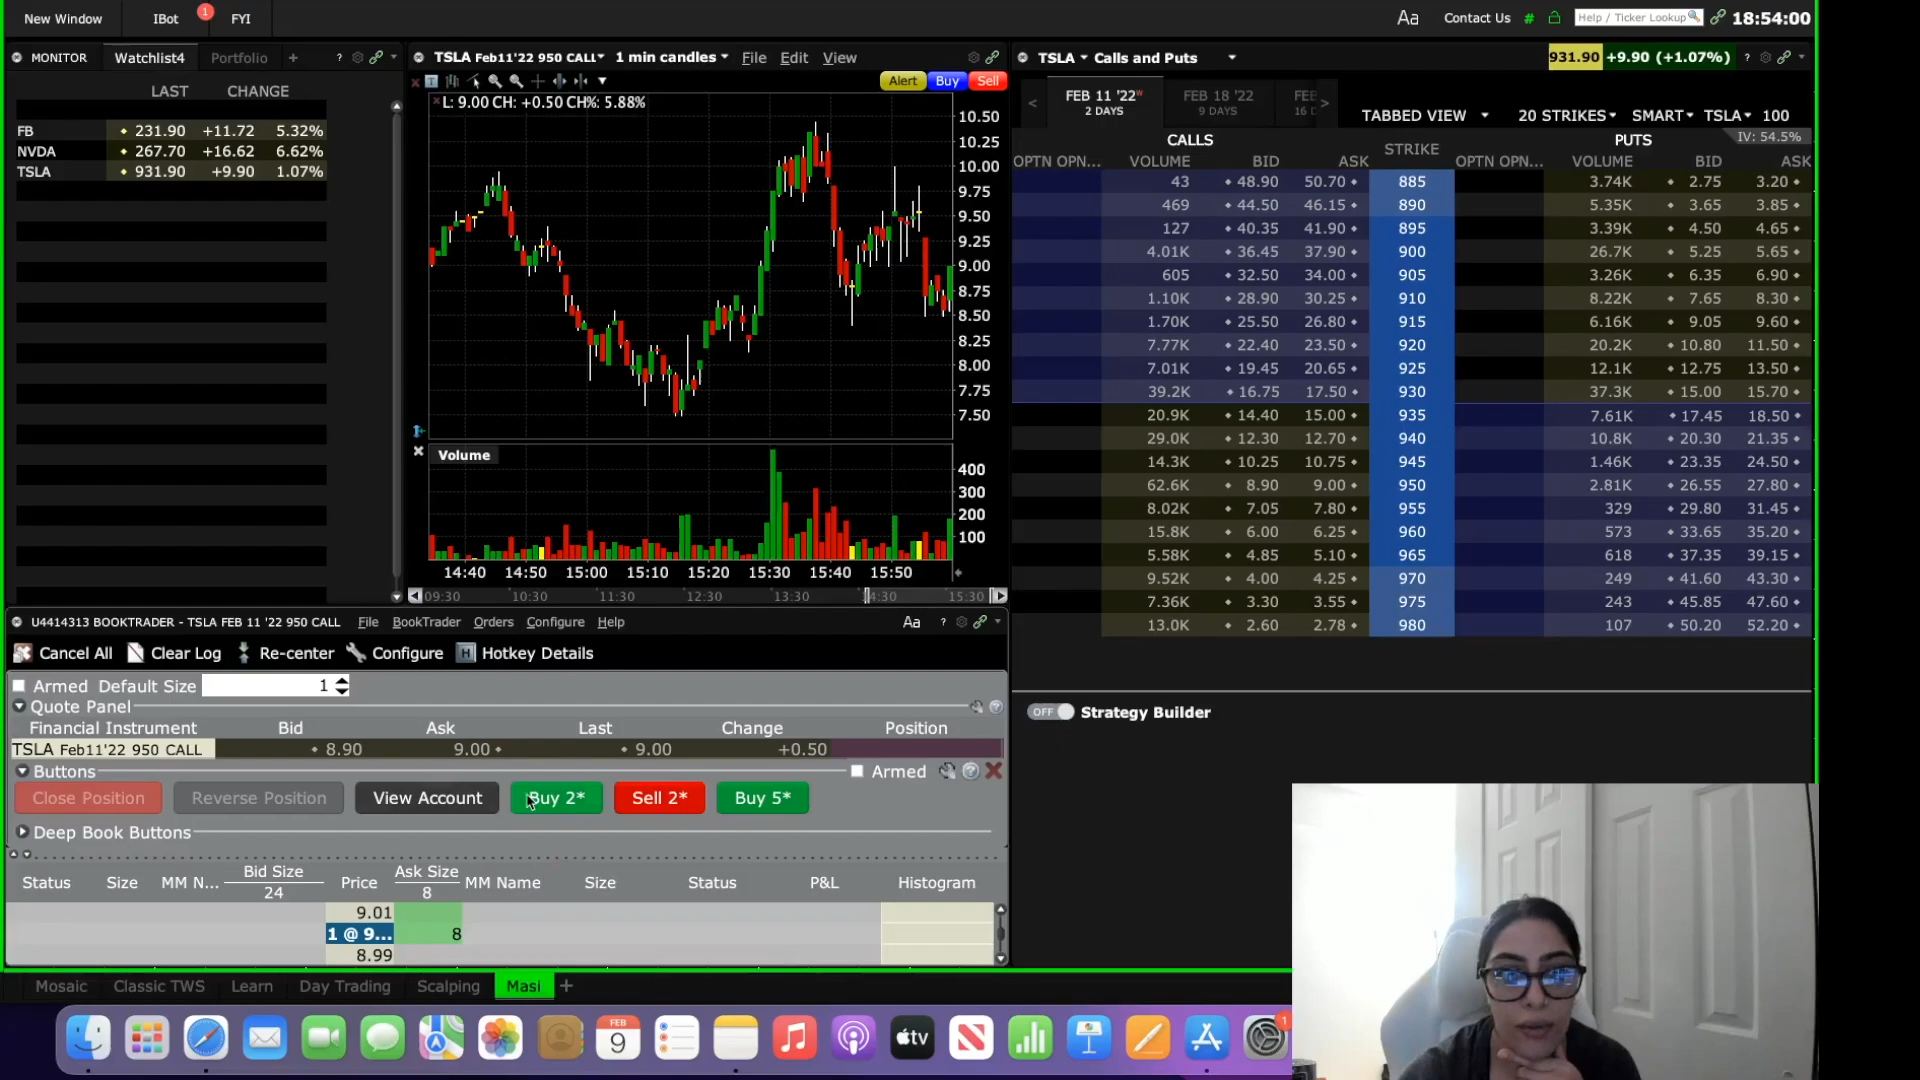 New Window IBot 1 FYI Aa Contact Us # Help / Ticker Lookup 18:54:00
MONITOR Watchlist4 Portfolio + ?
LAST CHANGE
FB 231.90 +11.72 5.32%
NVDA 267.70 +16.62 6.62%
TSLA 931.90 +9.90 1.07%
TSLA Feb11'22 950 CALL 1 min candles File Edit View
Alert Buy Sell
L: 9.00 CH: +0.50 CH%: 5.88%
10.50
10.25
10.00
9.75
9.50
9.25
9.00
8.75
8.50
8.25
8.00
7.75
7.50
Volume
400
300
200
100
14:40 14:50 15:00 15:10 15:20 15:30 15:40 15:50
09:30 10:30 11:30 12:30 13:30 14:30 15:30
TSLA Calls and Puts 931.90 +9.90 (+1.07%) ?
< FEB 11 '22W FEB 18 '22 FEB >
2 DAYS 9 DAYS 16 D
TABBED VIEW 20 STRIKES SMART TSLA 100
CALLS STRIKE PUTS IV: 54.5%
OPTN OPN... VOLUME BID ASK OPTN OPN... VOLUME BID ASK
43 48.90 50.70 885 3.74K 2.75 3.20
469 44.50 46.15 890 5.35K 3.65 3.85
127 40.35 41.90 895 3.39K 4.50 4.65
4.01K 36.45 37.90 900 26.7K 5.25 5.65
605 32.50 34.00 905 3.26K 6.35 6.90
1.10K 28.90 30.25 910 8.22K 7.65 8.30
1.70K 25.50 26.80 915 6.16K 9.05 9.60
7.77K 22.40 23.50 920 20.2K 10.80 11.50
7.01K 19.45 20.65 925 12.1K 12.75 13.50
39.2K 16.75 17.50 930 37.3K 15.00 15.70
20.9K 14.40 15.00 935 7.61K 17.45 18.50
29.0K 12.30 12.70 940 10.8K 20.30 21.35
14.3K 10.25 10.75 945 1.46K 23.35 24.50
62.6K 8.90 9.00 950 2.81K 26.55 27.80
8.02K 7.05 7.80 955 329 29.80 31.45
15.8K 6.00 6.25 960 573 33.65 35.20
5.58K 4.85 5.10 965 618 37.35 39.15
9.52K 4.00 4.25 970 249 41.60 43.30
7.36K 3.30 3.55 975 243 45.85 47.60
13.0K 2.60 2.78 980 107 50.20 52.20
OFF Strategy Builder
U4414313 BOOKTRADER - TSLA FEB 11 '22 950 CALL File BookTrader Orders Configure Help Aa ?
Cancel All Clear Log Re-center Configure H Hotkey Details
Armed Default Size 1
Quote Panel
Financial Instrument Bid Ask Last Change Position
TSLA Feb11'22 950 CALL 8.90 9.00 9.00 +0.50
Buttons Armed
Close Position Reverse Position View Account Buy 2* Sell 2* Buy 5*
Deep Book Buttons
Status Size MM N... Bid Size Price Ask Size MM Name Size Status P&L Histogram
24 8
9.01
1 @ 9... 8
8.99
Mosaic Classic TWS Learn Day Trading Scalping Masi +
FEB
9
tv
1